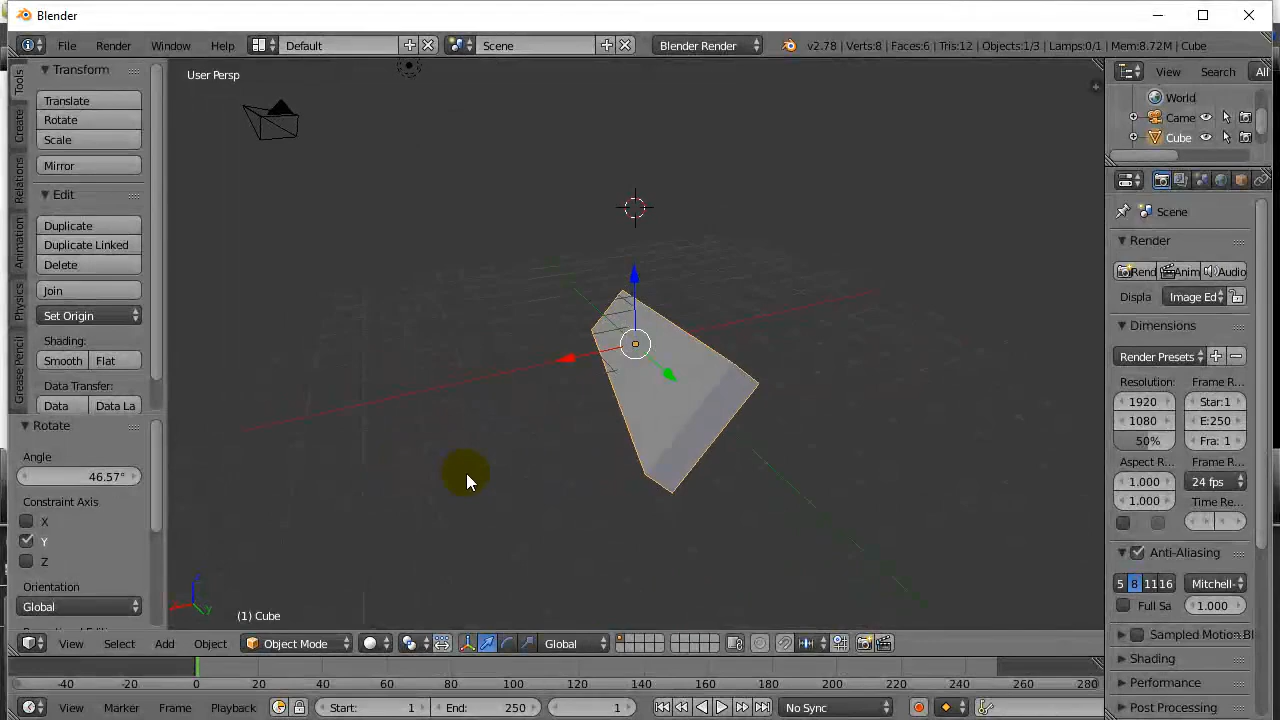 Blender
File Render Window Help Default Scene Blender Render v2.78 | Verts:8 | Faces:6 | Tris:12 | Objects:1/3 | Lamps:0/1 | Mem:8.72M | Cube
Tools
Create
Relations
Animation
Physics
Grease Pencil
Transform
Translate
Rotate
Scale
Mirror
Edit
Duplicate
Duplicate Linked
Delete
Join
Set Origin
Shading:
Smooth Flat
Data Transfer:
Data Data La
Rotate
Angle
46.57°
Constraint Axis
X
Y
Z
Orientation
Global
User Persp
(1) Cube
View Search All
World
Came
Cube
Scene
Render
Rend Anim Audio
Displa Image Ed
Dimensions
Render Presets
Resolution: Frame R...
1920 Star:1
1080 E:250
50% Fra: 1
Aspect R... Frame R...
1.000 24 fps
1.000 Time Re...
Anti-Aliasing
5 8 11 16 Mitchell-
Full Sa 1.000
Sampled Motion Bl
Shading
Performance
Post Processing
View Select Add Object Object Mode Global
-40 -20 0 20 40 60 80 100 120 140 160 180 200 220 240 260 280
View Marker Frame Playback Start: 1 End: 250 1 No Sync